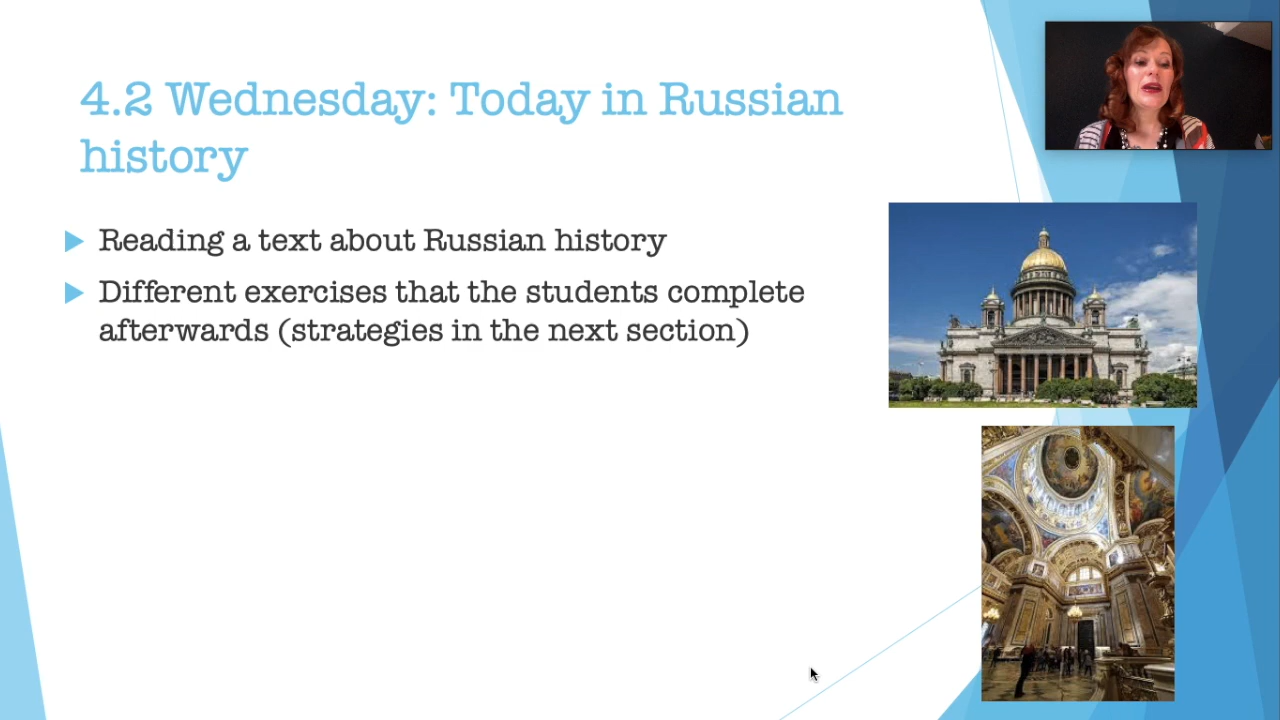 4.2 Wednesday: Today in Russian
history
Reading a text about Russian history
Different exercises that the students complete
afterwards (strategies in the next section)